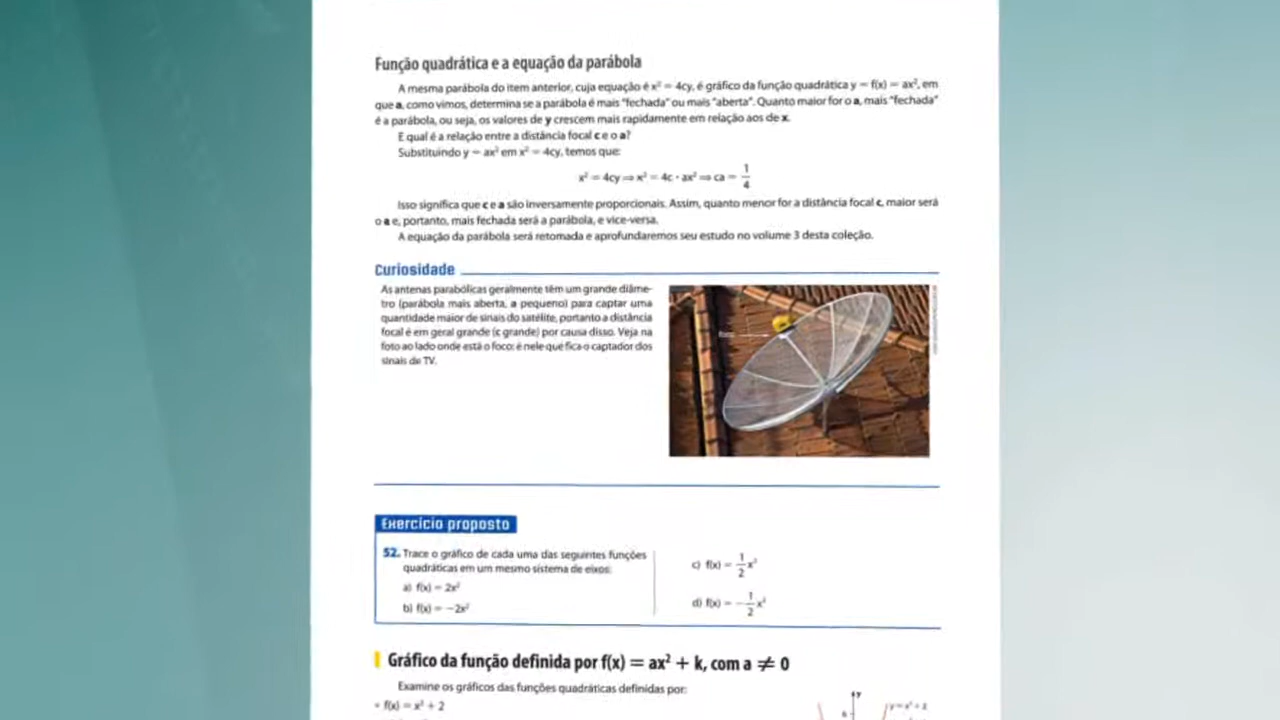 Função quadrática e a equação da parábola
A mesma parábola do item anterior, cuja equação é x² = 4cy, é gráfico da função quadrática y = f(x) = ax², em
que a, como vimos, determina se a parábola é mais "fechada" ou mais "aberta". Quanto maior for o a, mais "fechada"
é a parábola, ou seja, os valores de y crescem mais rapidamente em relação aos de x.
E qual é a relação entre a distância focal c e o a?
Substituindo y = ax² em x² = 4cy, temos que:
x² = 4cy ⇒ x² = 4c · ax² ⇒ ca = 1/4
Isso significa que c e a são inversamente proporcionais. Assim, quanto menor for a distância focal c, maior será
o a e, portanto, mais fechada será a parábola, e vice-versa.
A equação da parábola será retomada e aprofundaremos seu estudo no volume 3 desta coleção.
Curiosidade
As antenas parabólicas geralmente têm um grande diâme-
tro (parábola mais aberta, a pequeno) para captar uma
quantidade maior de sinais do satélite, portanto a distância
focal é em geral grande (c grande) por causa disso. Veja na
foto ao lado onde está o foco: é nele que fica o captador dos
sinais de TV.
foco
Exercício proposto
52. Trace o gráfico de cada uma das seguintes funções
quadráticas em um mesmo sistema de eixos:
a) f(x) = 2x²
b) f(x) = −2x²
c) f(x) = 1/2 x²
d) f(x) = −1/2 x²
Gráfico da função definida por f(x) = ax² + k, com a ≠ 0
Examine os gráficos das funções quadráticas definidas por:
• f(x) = x² + 2
y
6
y = x² + 2